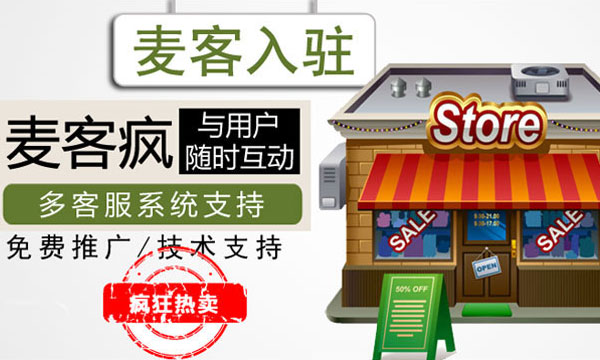 麦客入驻
麦客疯
与用户
随时互动
多客服系统支持
免费推广/技术支持
疯狂热卖
Store
SALE
SALE
OPEN
50% OFF